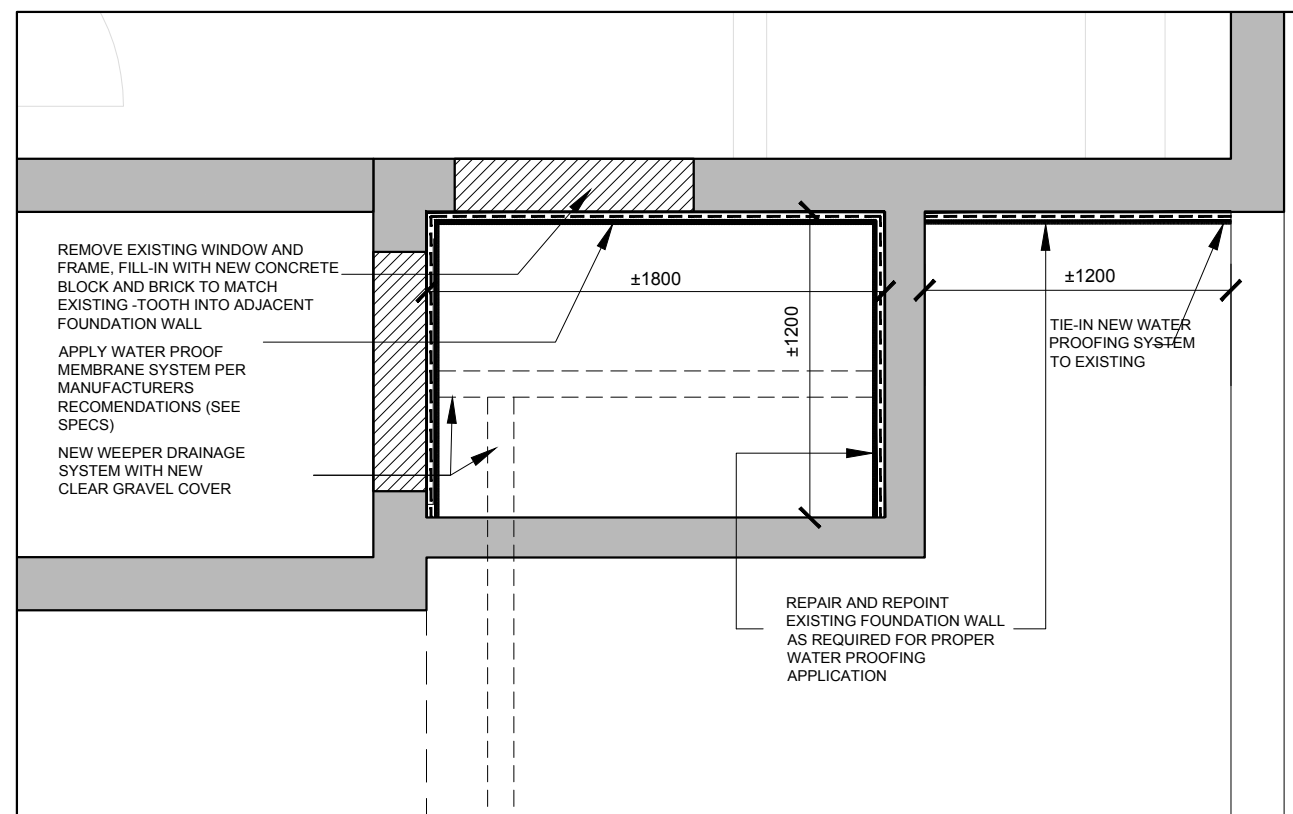 REMOVE EXISTING WINDOW AND
FRAME, FILL-IN WITH NEW CONCRETE
BLOCK AND BRICK TO MATCH
EXISTING -TOOTH INTO ADJACENT
FOUNDATION WALL
APPLY WATER PROOF
MEMBRANE SYSTEM PER
MANUFACTURERS
RECOMENDATIONS (SEE
SPECS)
NEW WEEPER DRAINAGE
SYSTEM WITH NEW
CLEAR GRAVEL COVER
±1800
±1200
±1200
TIE-IN NEW WATER
PROOFING SYSTEM
TO EXISTING
REPAIR AND REPOINT
EXISTING FOUNDATION WALL
AS REQUIRED FOR PROPER
WATER PROOFING
APPLICATION